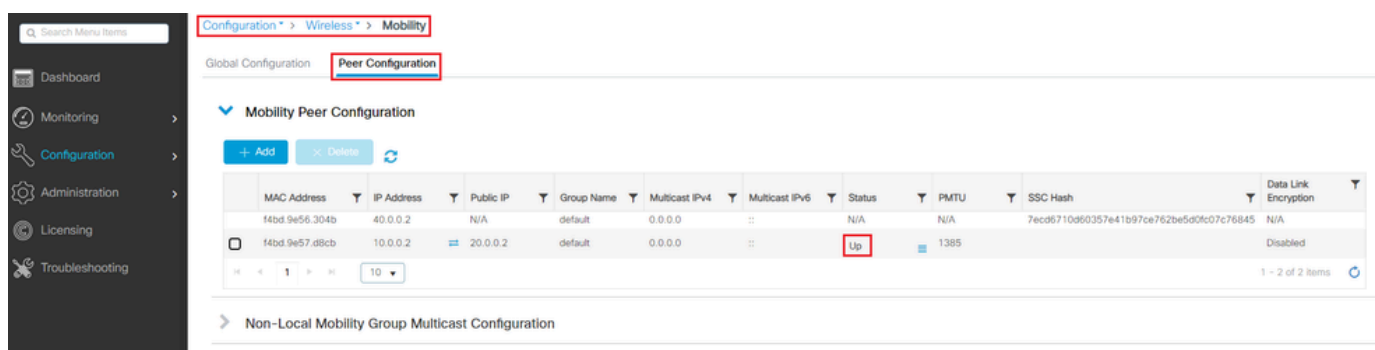 Search Menu Items
Dashboard
Monitoring
Configuration
Administration
Licensing
Troubleshooting
Configuration * > Wireless * > Mobility
Global Configuration Peer Configuration
Mobility Peer Configuration
+ Add × Delete
MAC Address IP Address Public IP Group Name Multicast IPv4 Multicast IPv6 Status PMTU SSC Hash Data Link Encryption
f4bd.9e56.304b 40.0.0.2 N/A default 0.0.0.0 :: N/A N/A 7ecd6710d60357e41b97ce762be5d0fc07c76845 N/A
f4bd.9e57.d8cb 10.0.0.2 20.0.0.2 default 0.0.0.0 :: Up 1385 Disabled
1 10 1 - 2 of 2 items
Non-Local Mobility Group Multicast Configuration